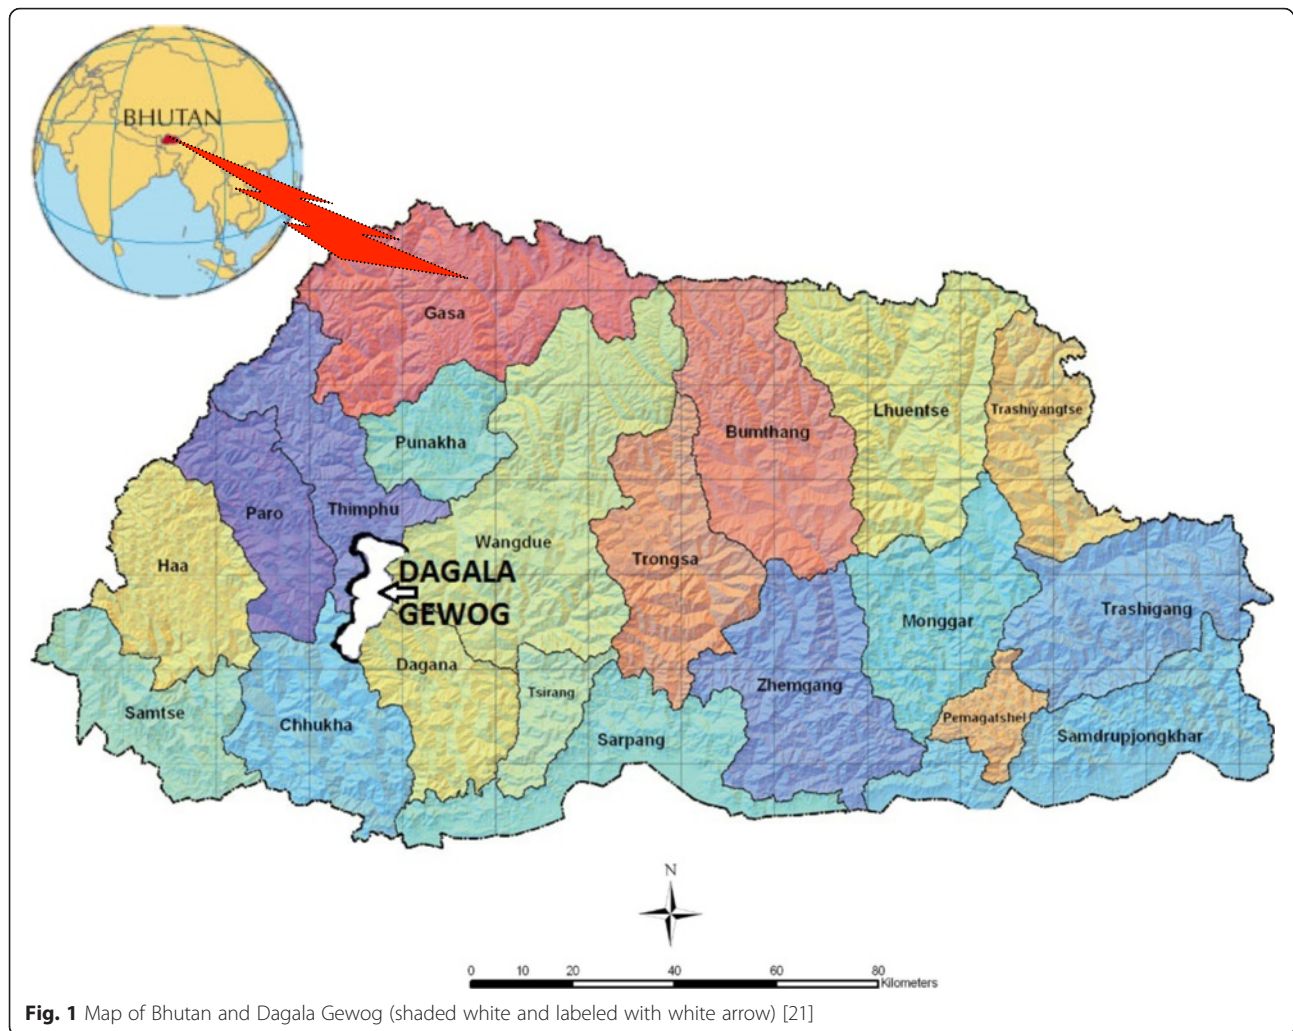 BHUTAN
Gasa
Punakha
Lhuentse
Trashiyangtse
Bumthang
Paro
Thimphu
Wangdue
Haa
Trongsa
DAGALA
GEWOG
Monggar
Trashigang
Dagana
Tsirang
Zhemgang
Samtse
Chhukha
Sarpang
Pemagatshel
Samdrupjongkhar
N
0 10 20 40 60 80
Kilometers
Fig. 1 Map of Bhutan and Dagala Gewog (shaded white and labeled with white arrow) [21]